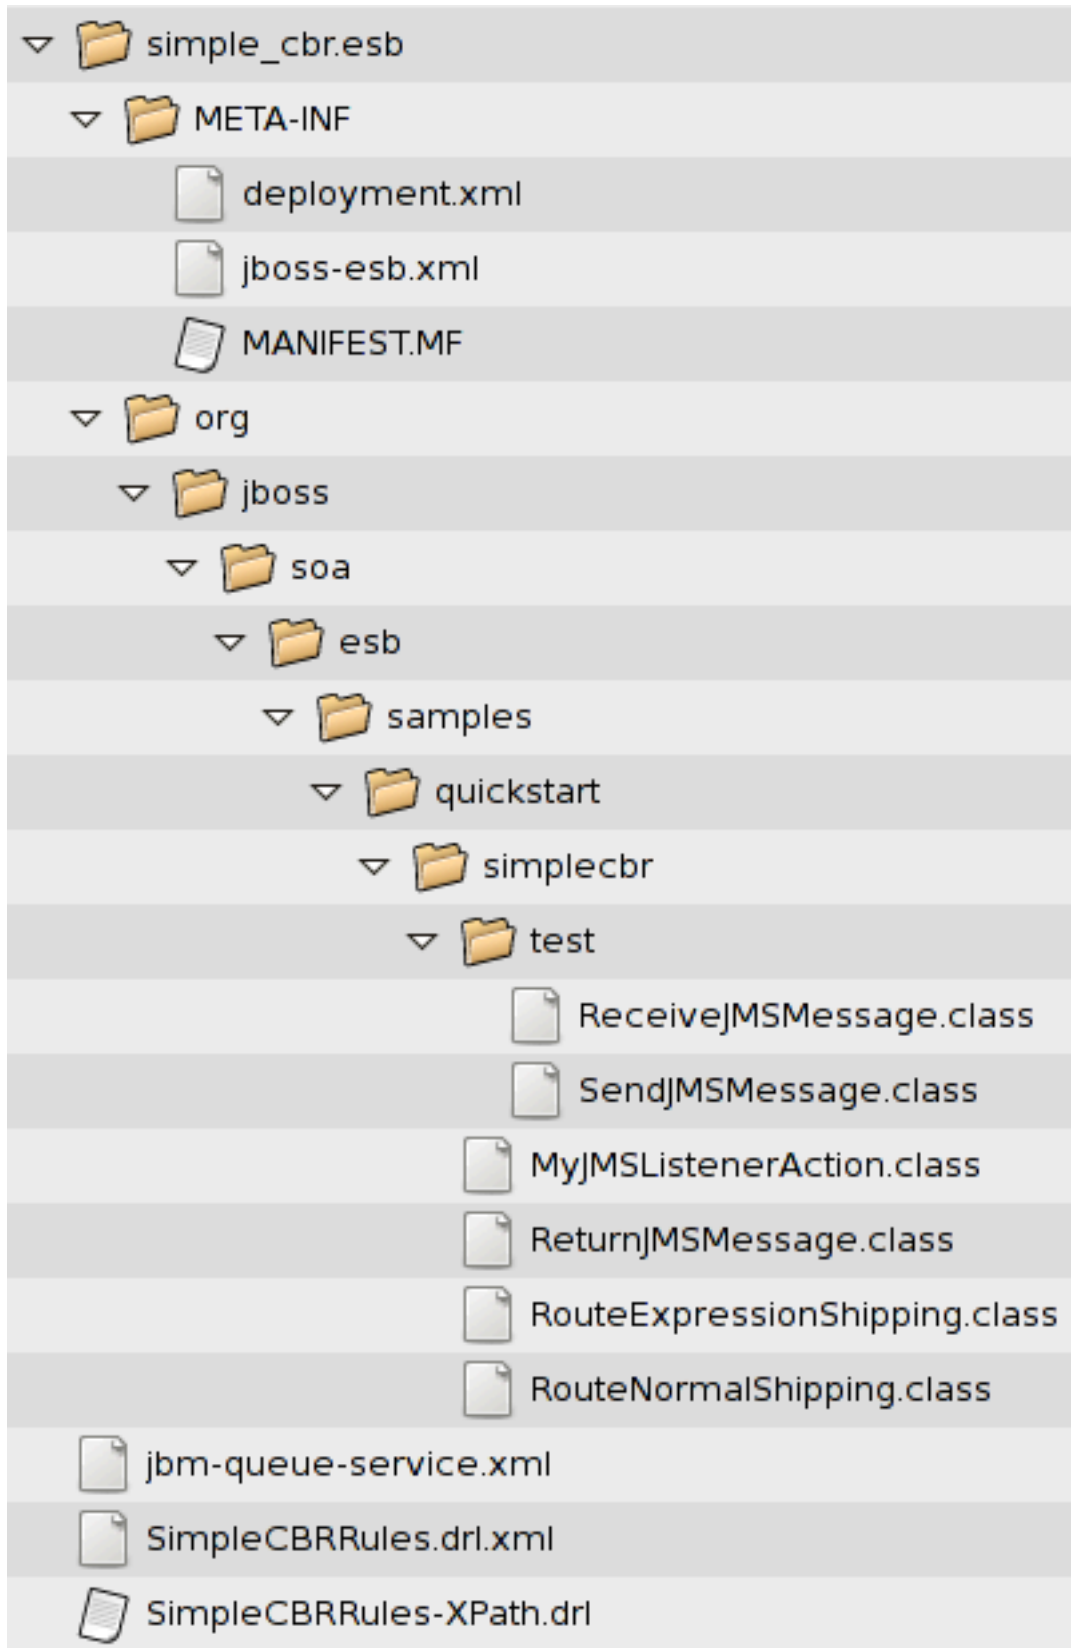 simple_cbr.esb
META-INF
deployment.xml
jboss-esb.xml
MANIFEST.MF
org
jboss
soa
esb
samples
quickstart
simplecbr
test
ReceiveJMSMessage.class
SendJMSMessage.class
MyJMSListenerAction.class
ReturnJMSMessage.class
RouteExpressionShipping.class
RouteNormalShipping.class
jbm-queue-service.xml
SimpleCBRRules.drl.xml
SimpleCBRRules-XPath.drl